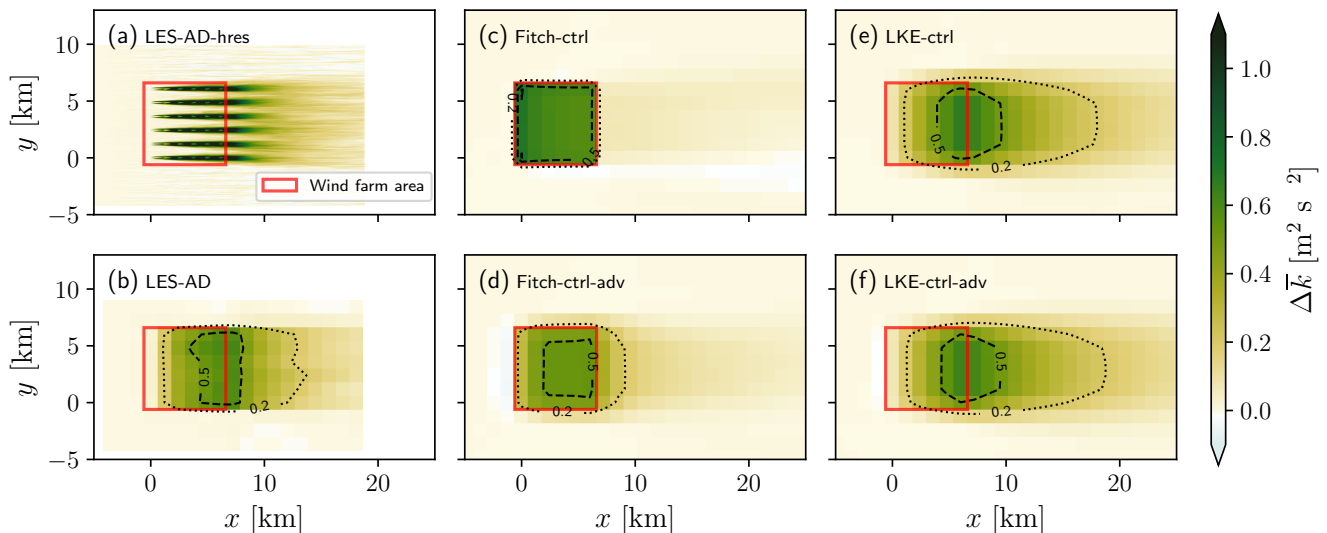 (a) LES-AD-hres
(c) Fitch-ctrl
(e) LKE-ctrl
10
5
0
−5
y [km]
Wind farm area
0.2
0.5
0.5
0.2
(b) LES-AD
(d) Fitch-ctrl-adv
(f) LKE-ctrl-adv
10
5
0
−5
y [km]
0.5
0.2
0.5
0.2
0.5
0.2
0 10 20
0 10 20
0 10 20
x [km]
x [km]
x [km]
1.0
0.8
0.6
0.4
0.2
0.0
Δk̅ [m² s ²]